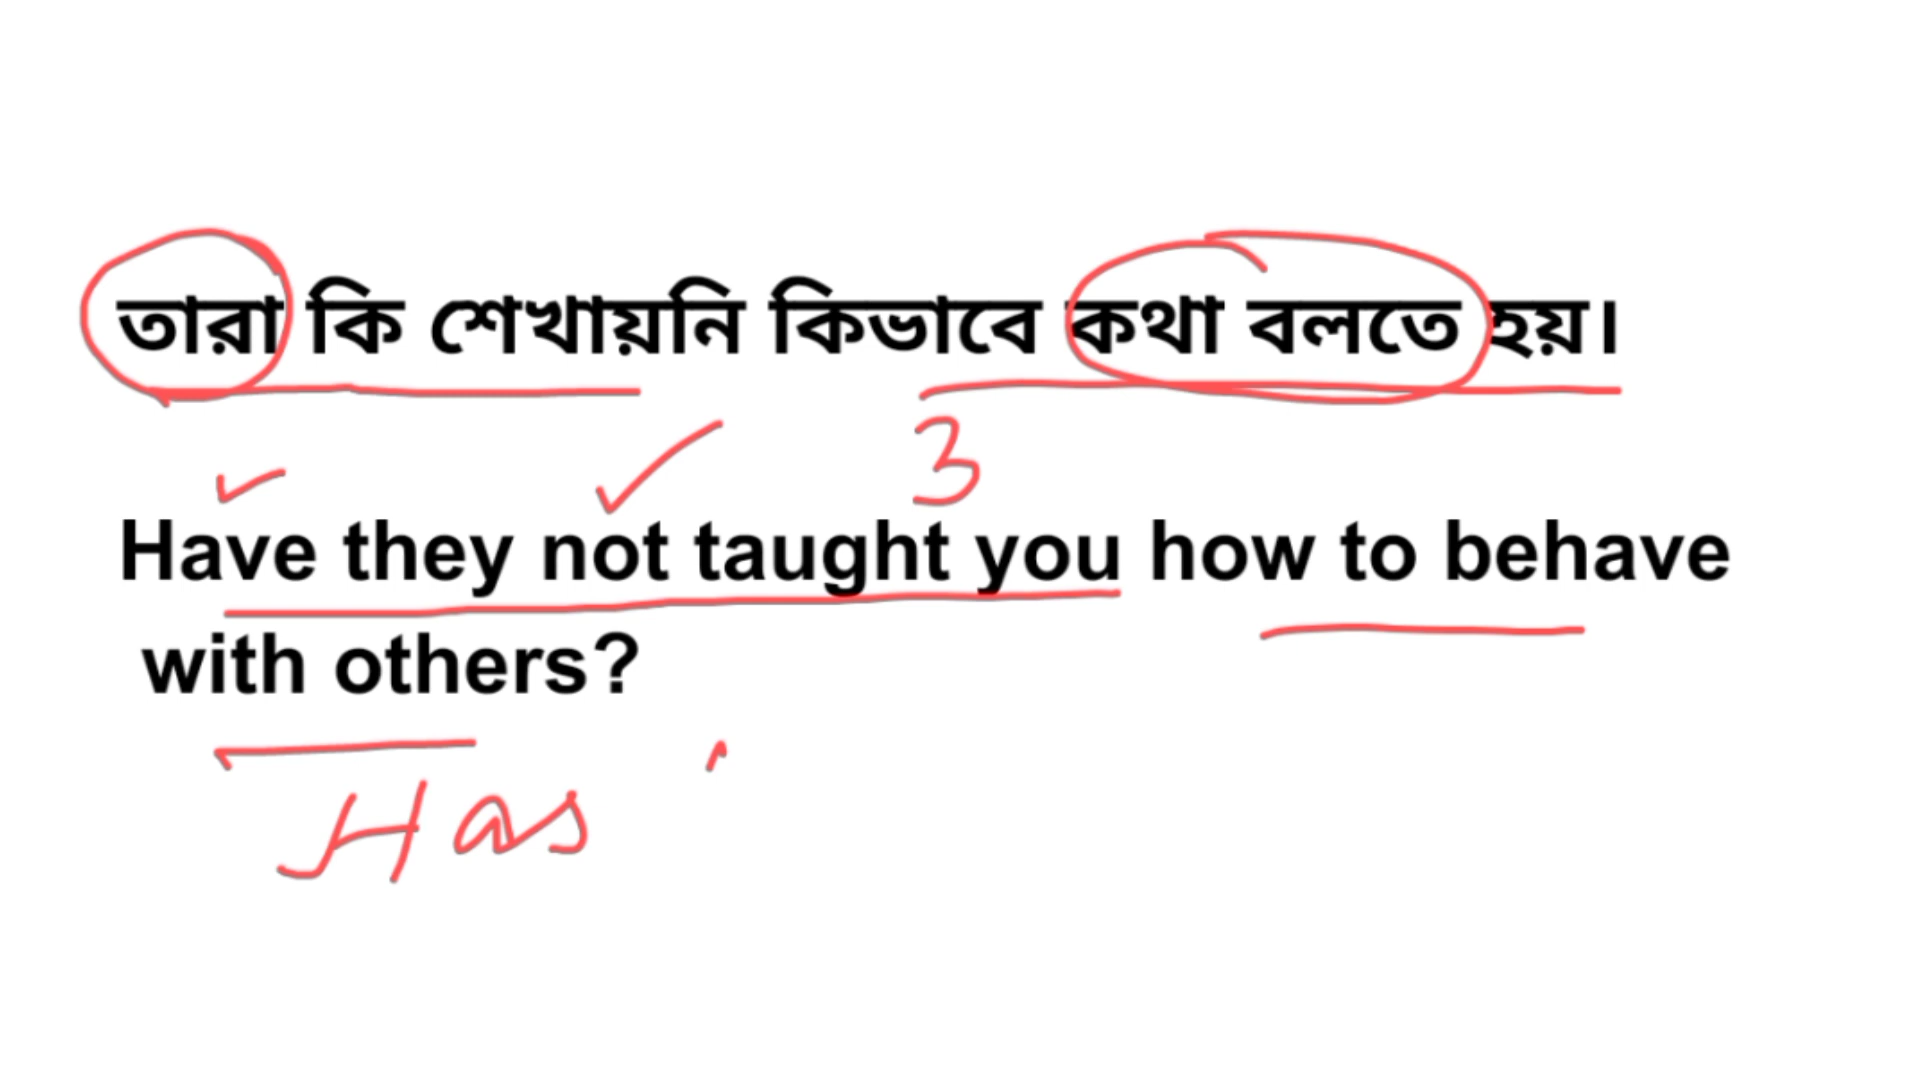 তারা কি শেখায়নি কিভাবে কথা বলতে হয়।
3
Have they not taught you how to behave
with others?
Has